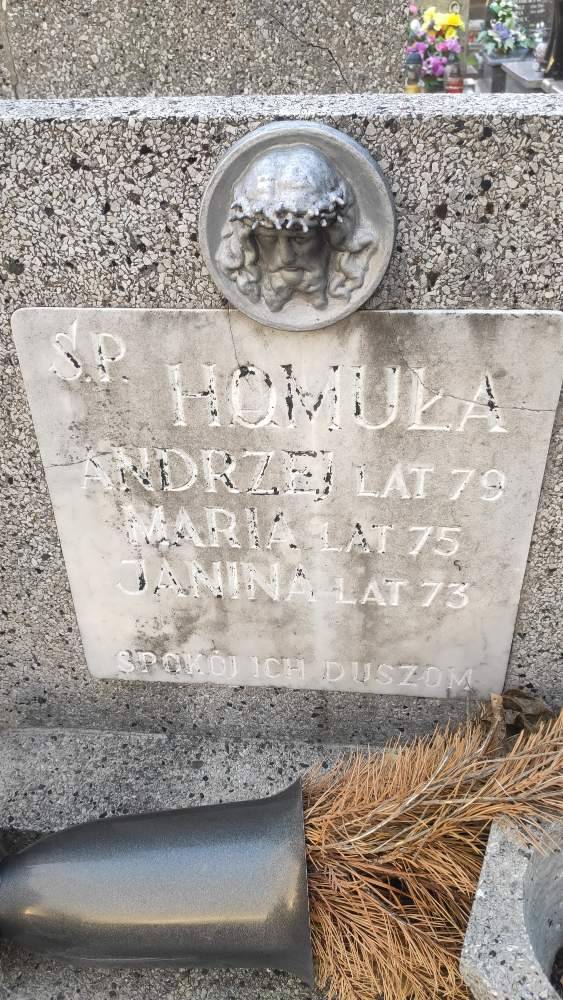 Ś.P.
HOMUŁA
ANDRZEJ LAT 79
MARIA LAT 75
JANINA LAT 73
SPOKÓJ ICH DUSZOM